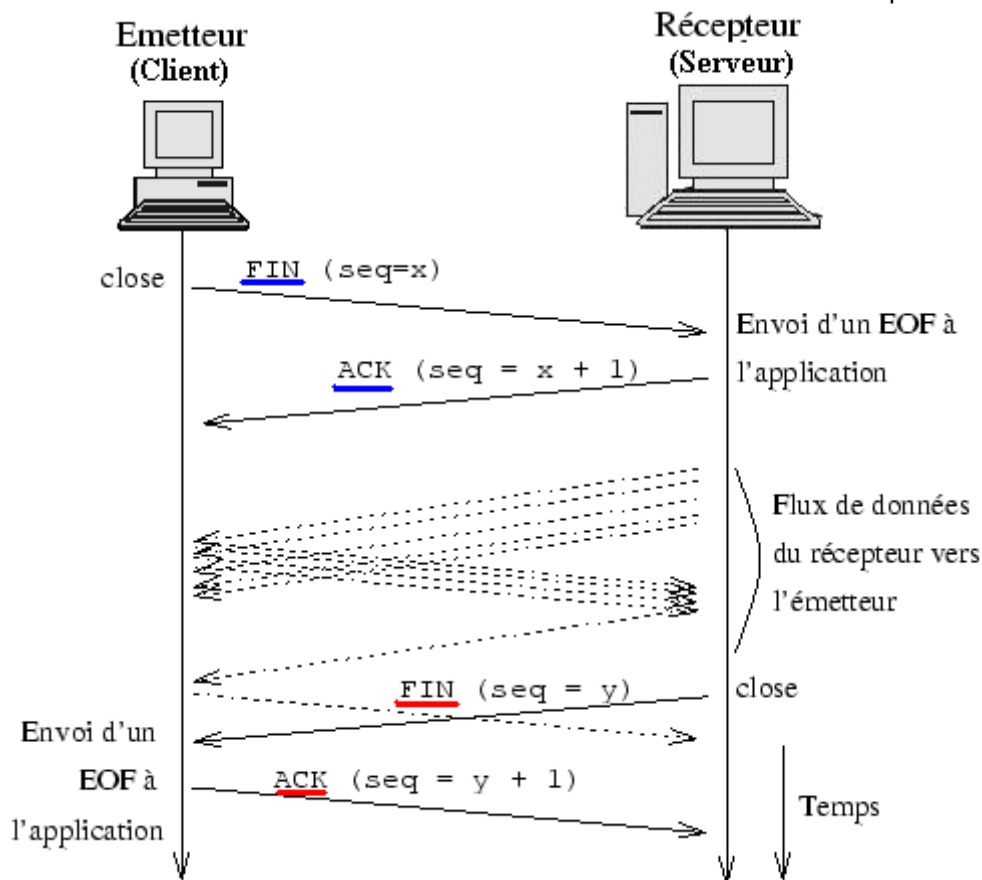 Emetteur
(Client)
Récepteur
(Serveur)
close
FIN (seq=x)
Envoi d'un EOF à
l'application
ACK (seq = x + 1)
Flux de données
du récepteur vers
l'émetteur
FIN (seq = y)
close
Envoi d'un
EOF à
l'application
ACK (seq = y + 1)
Temps